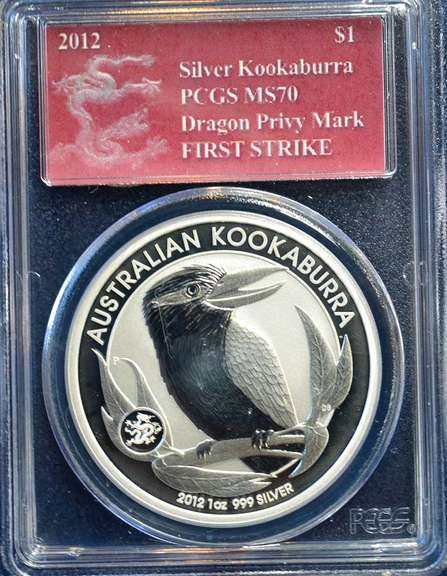 2012 $1
Silver Kookaburra
PCGS MS70
Dragon Privy Mark
FIRST STRIKE
AUSTRALIAN KOOKABURRA
P
2012 1oz 999 SILVER
PCGS